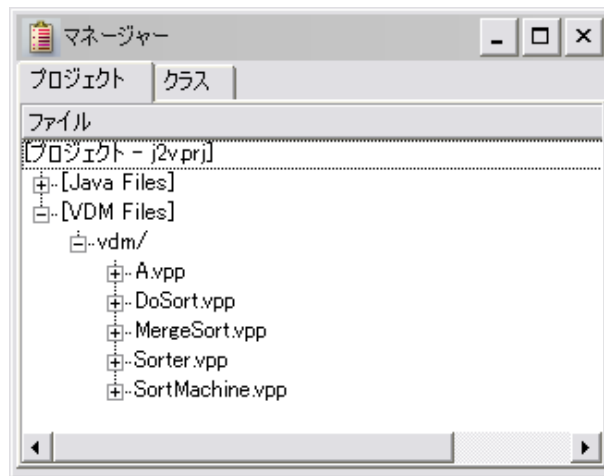 マネージャー
プロジェクト クラス
ファイル
[プロジェクト - j2v.prj]
[Java Files]
[VDM Files]
vdm/
A.vpp
DoSort.vpp
MergeSort.vpp
Sorter.vpp
SortMachine.vpp